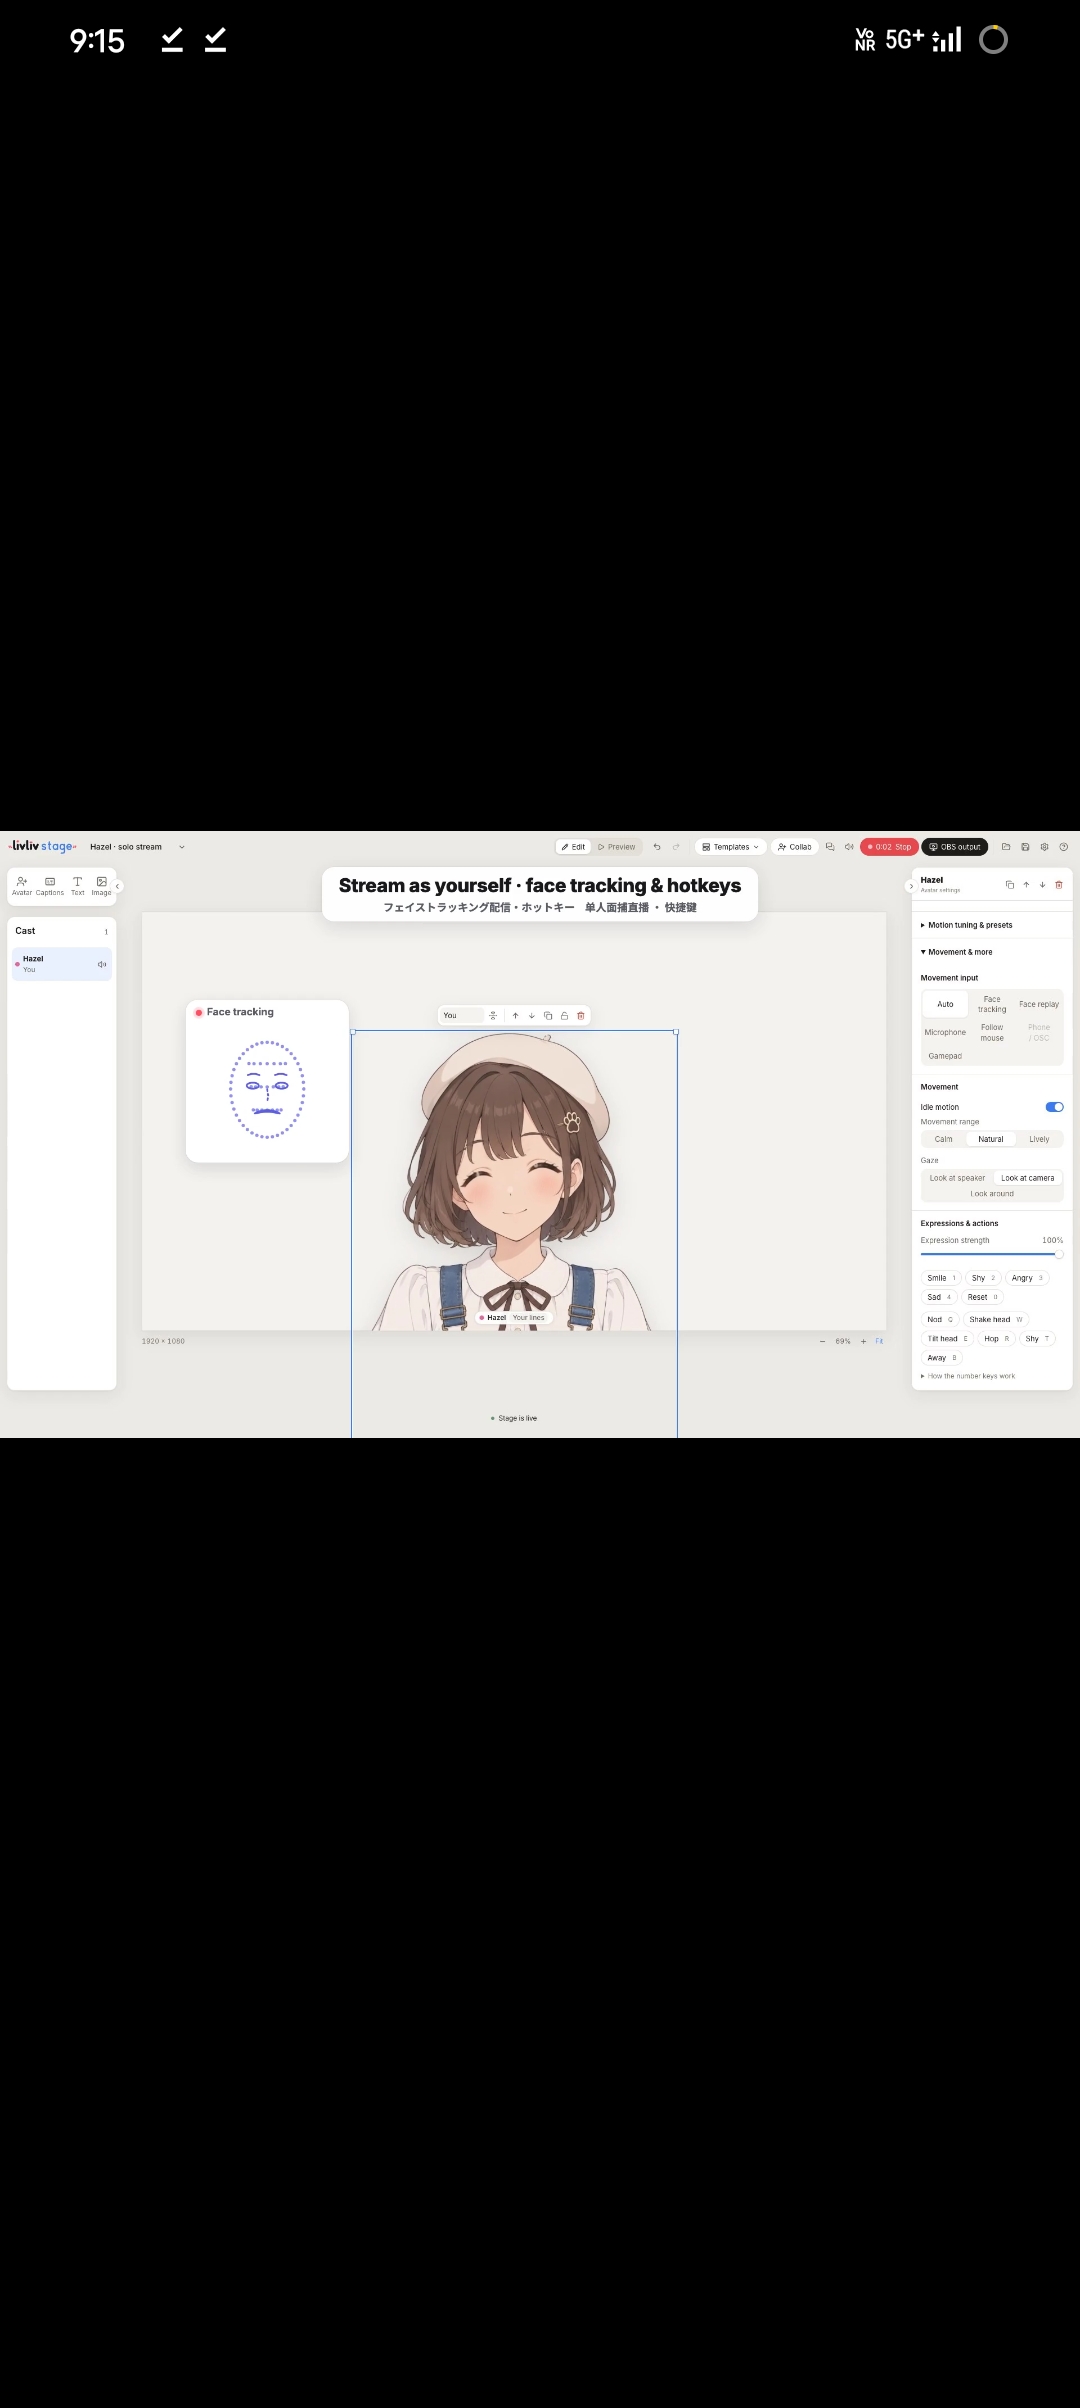 9:15
Vo NR 5G+
livliv stage
Hazel · solo stream
Edit
Preview
Templates
Collab
0:02 Stop
OBS output
Avatar
Captions
Text
Image
Stream as yourself · face tracking & hotkeys
フェイストラッキング配信・ホットキー 单人面捕直播 · 快捷键
Cast 1
Hazel
You
Face tracking
You
Hazel Your lines
1920 × 1080
69%
Fit
Stage is live
Hazel
Avatar settings
Motion tuning & presets
Movement & more
Movement input
Auto
Face tracking
Face replay
Microphone
Follow mouse
Phone / OSC
Gamepad
Movement
Idle motion
Movement range
Calm
Natural
Lively
Gaze
Look at speaker
Look at camera
Look around
Expressions & actions
Expression strength 100%
Smile 1
Shy 2
Angry 3
Sad 4
Reset 0
Nod Q
Shake head W
Tilt head E
Hop R
Shy T
Away B
How the number keys work